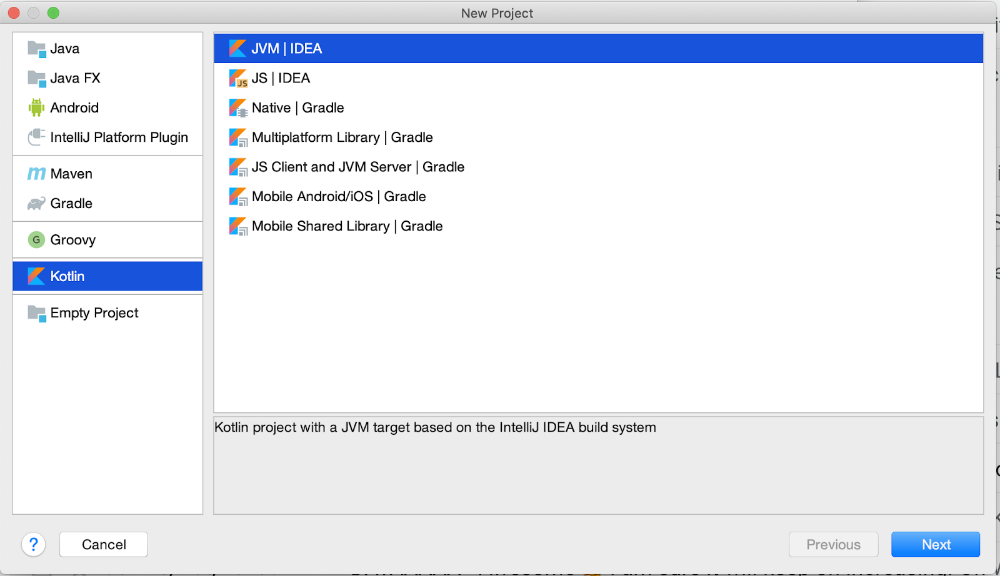 New Project
Java
Java FX
Android
IntelliJ Platform Plugin
m Maven
Gradle
G Groovy
Kotlin
Empty Project
JVM | IDEA
JS JS | IDEA
Native | Gradle
Multiplatform Library | Gradle
JS Client and JVM Server | Gradle
Mobile Android/iOS | Gradle
Mobile Shared Library | Gradle
Kotlin project with a JVM target based on the IntelliJ IDEA build system
? Cancel
Previous
Next